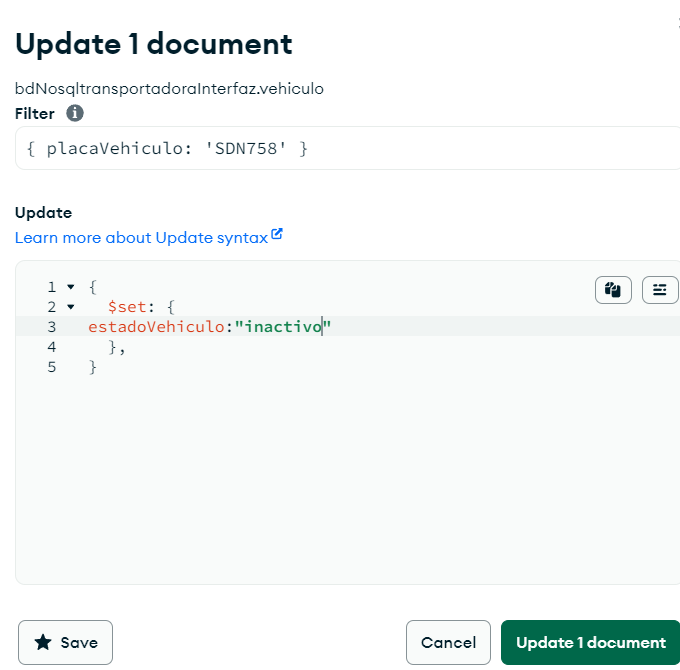 Update 1 document
bdNosqltransportadoraInterfaz.vehiculo
Filter
{ placaVehiculo: 'SDN758' }
Update
Learn more about Update syntax
1 {
2 $set: {
3 estadoVehiculo:"inactivo"
4 },
5 }
Save
Cancel
Update 1 document